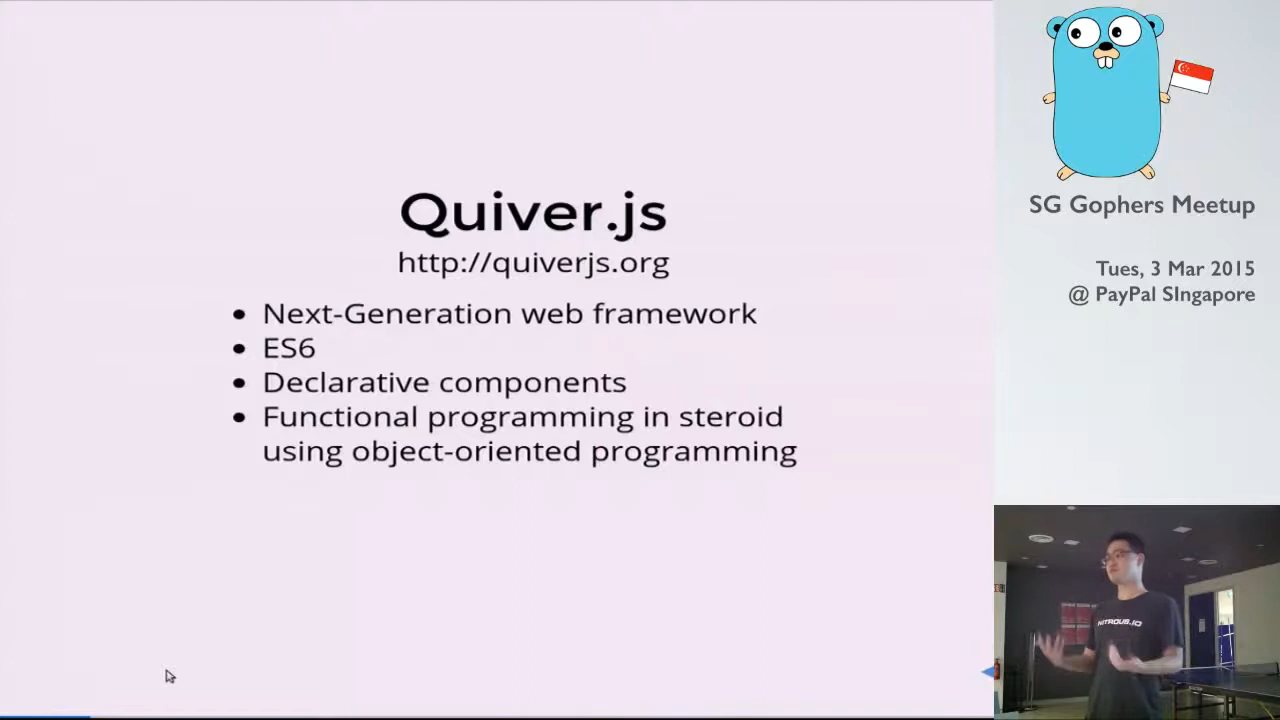 Quiver.js
http://quiverjs.org
Next-Generation web framework
ES6
Declarative components
Functional programming in steroid
using object-oriented programming
SG Gophers Meetup
Tues, 3 Mar 2015
@ PayPal SIngapore
NITROUS.IO